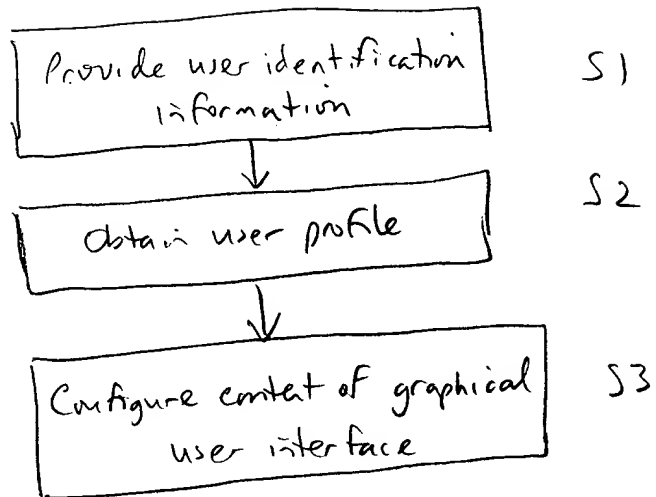 Provide user identification
information
S1
Obtain user profile
S2
Configure content of graphical
user interface
S3